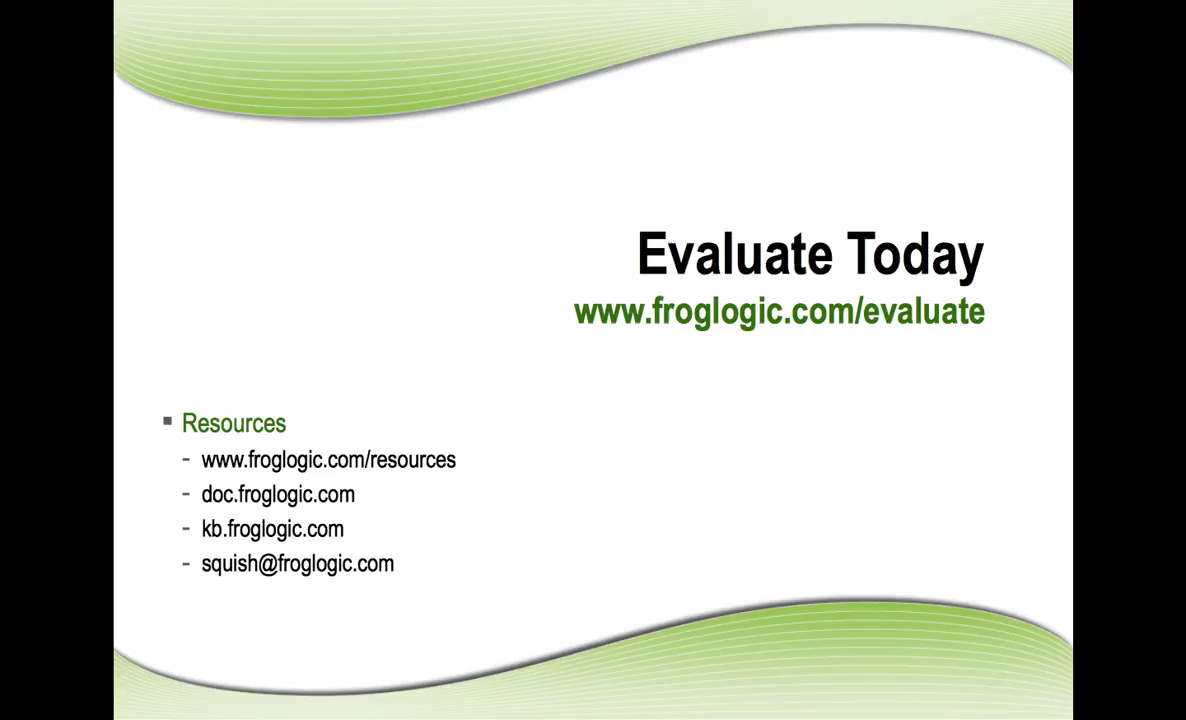 Evaluate Today
www.froglogic.com/evaluate
▪ Resources
- www.froglogic.com/resources
- doc.froglogic.com
- kb.froglogic.com
- squish@froglogic.com